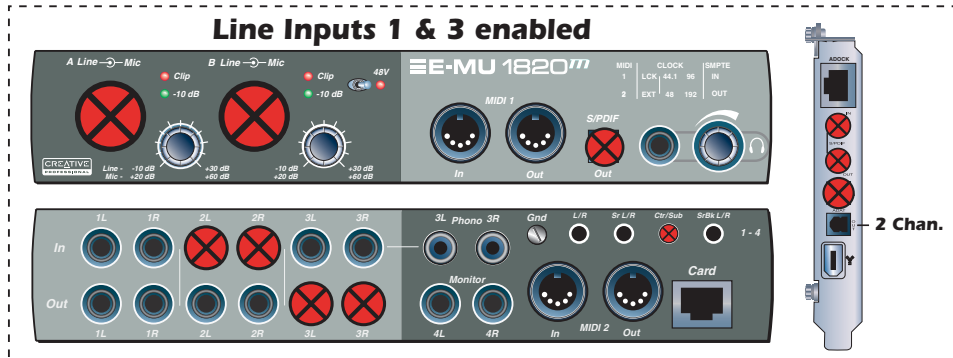 Line Inputs 1 & 3 enabled
A Line Mic
B Line Mic
Clip
-10 dB
Clip
-10 dB
48V
E-MU 1820m
MIDI CLOCK SMPTE
1 LCK 44.1 96 IN
2 EXT 48 192 OUT
MIDI 1
In
Out
S/PDIF
Out
CREATIVE
PROFESSIONAL
Line - -10 dB +30 dB -10 dB +30 dB
Mic - +20 dB +60 dB +20 dB +60 dB
ADOCK
IN
S/PDIF
OUT
2 Chan.
1L 1R 2L 2R 3L 3R
In
Out
1L 1R 2L 2R 3L 3R
3L Phono 3R
Gnd
L/R
Sr L/R
Ctr/Sub
SrBk L/R
1 - 4
Monitor
4L 4R
In MIDI 2 Out
Card